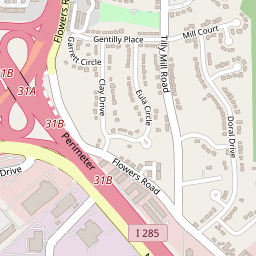 Flowers R
Gentilly Place
Mill Court
Garrett Circle
Tilly Mill Road
31B
31A
Clay Drive
Eula Circle
31B
Perimeter
Doral Drive
Drive
31B
Flowers Road
I 285